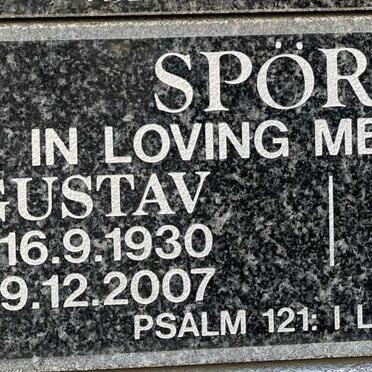 SPÖR
IN LOVING ME
GUSTAV
16.9.1930
9.12.2007
PSALM 121: I L